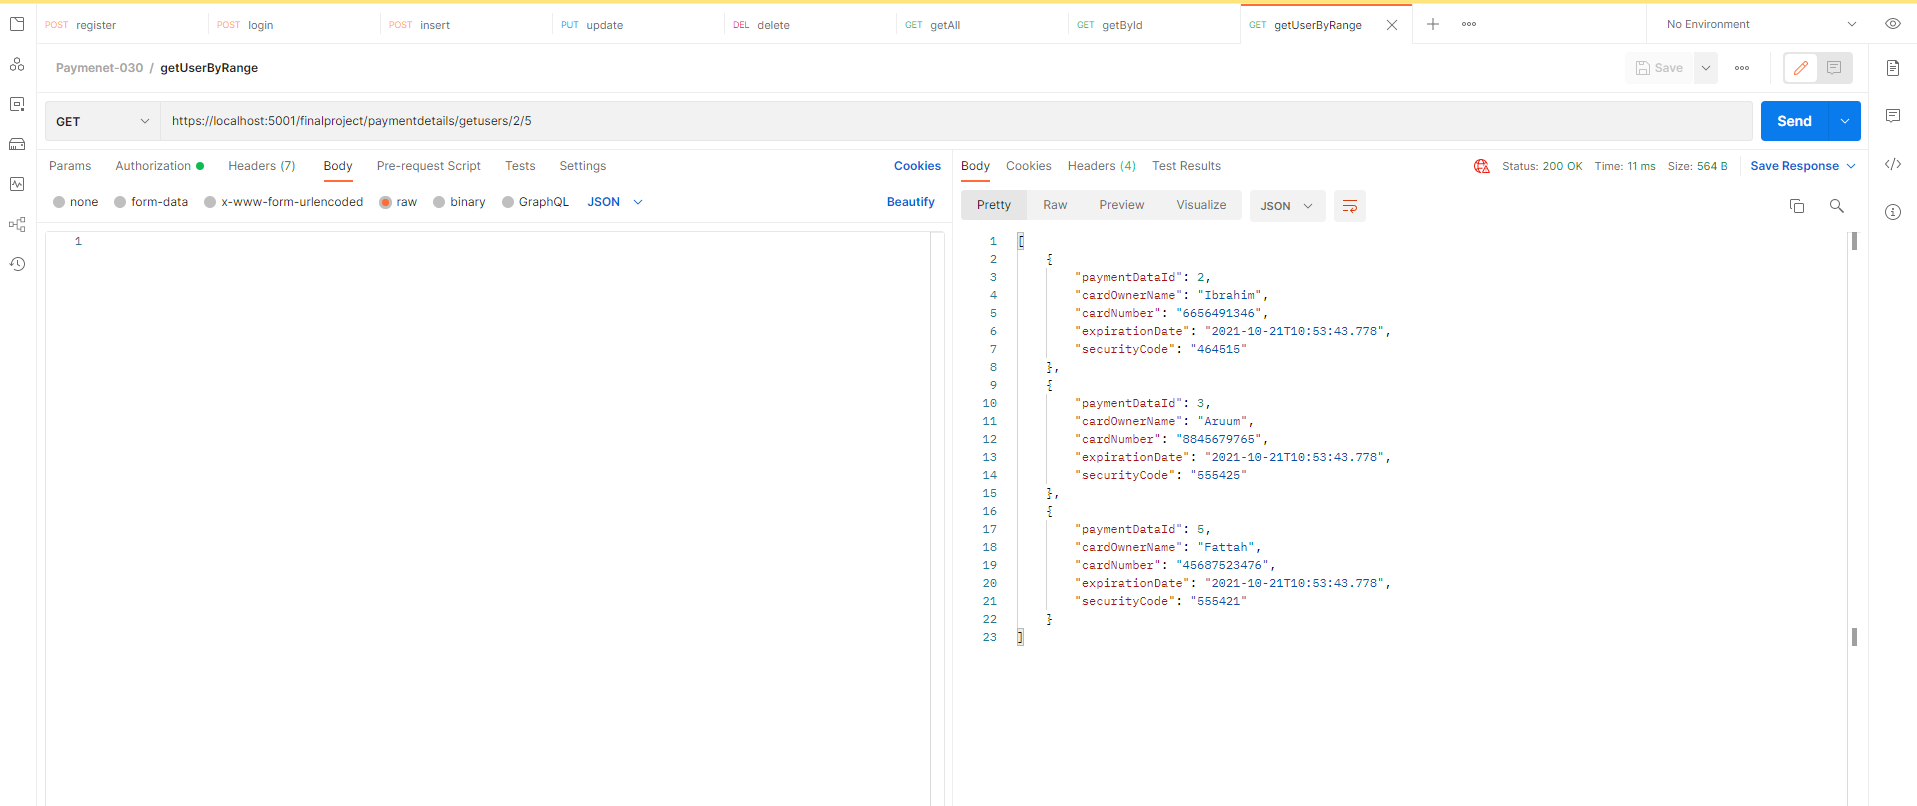 POST register POST login POST insert PUT update DEL delete GET getAll GET getById GET getUserByRange No Environment
Paymenet-030 / getUserByRange Save
GET https://localhost:5001/finalproject/paymentdetails/getusers/2/5 Send
Params Authorization Headers (7) Body Pre-request Script Tests Settings Cookies
none form-data x-www-form-urlencoded raw binary GraphQL JSON Beautify
1
Body Cookies Headers (4) Test Results Status: 200 OK Time: 11 ms Size: 564 B Save Response
Pretty Raw Preview Visualize JSON
1 [
2 {
3 "paymentDataId": 2,
4 "cardOwnerName": "Ibrahim",
5 "cardNumber": "6656491346",
6 "expirationDate": "2021-10-21T10:53:43.778",
7 "securityCode": "464515"
8 },
9 {
10 "paymentDataId": 3,
11 "cardOwnerName": "Aruum",
12 "cardNumber": "8845679765",
13 "expirationDate": "2021-10-21T10:53:43.778",
14 "securityCode": "555425"
15 },
16 {
17 "paymentDataId": 5,
18 "cardOwnerName": "Fattah",
19 "cardNumber": "45687523476",
20 "expirationDate": "2021-10-21T10:53:43.778",
21 "securityCode": "555421"
22 }
23 ]